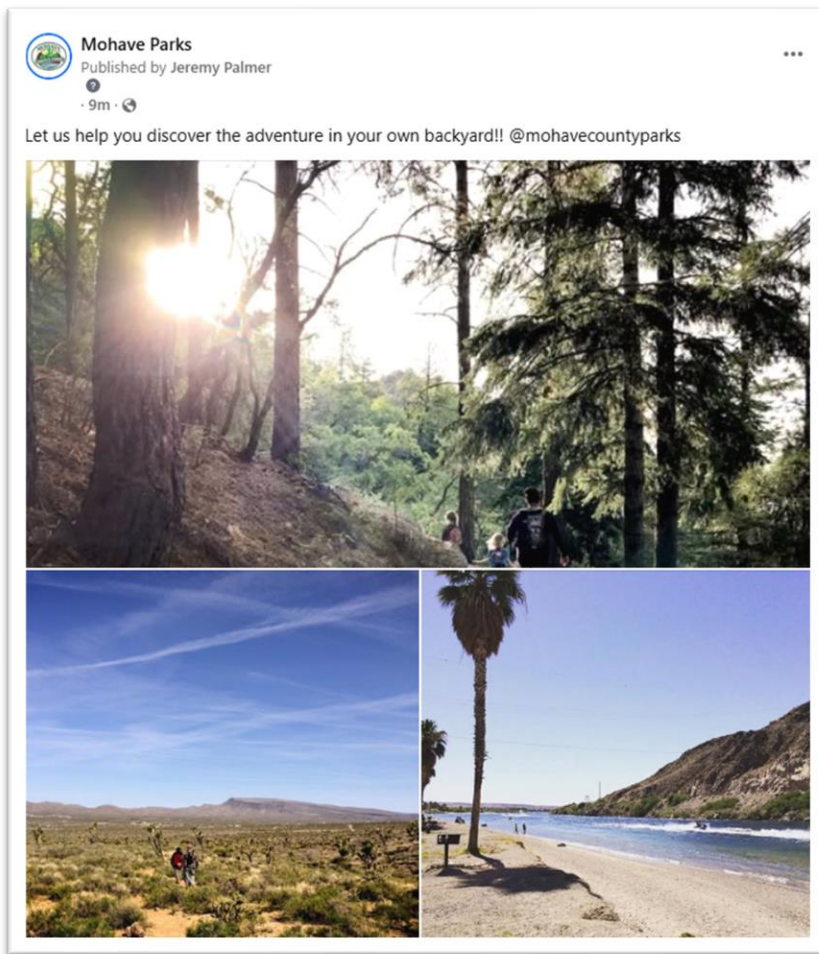 Mohave Parks
Published by Jeremy Palmer
?
· 9m ·
Let us help you discover the adventure in your own backyard!! @mohavecountyparks